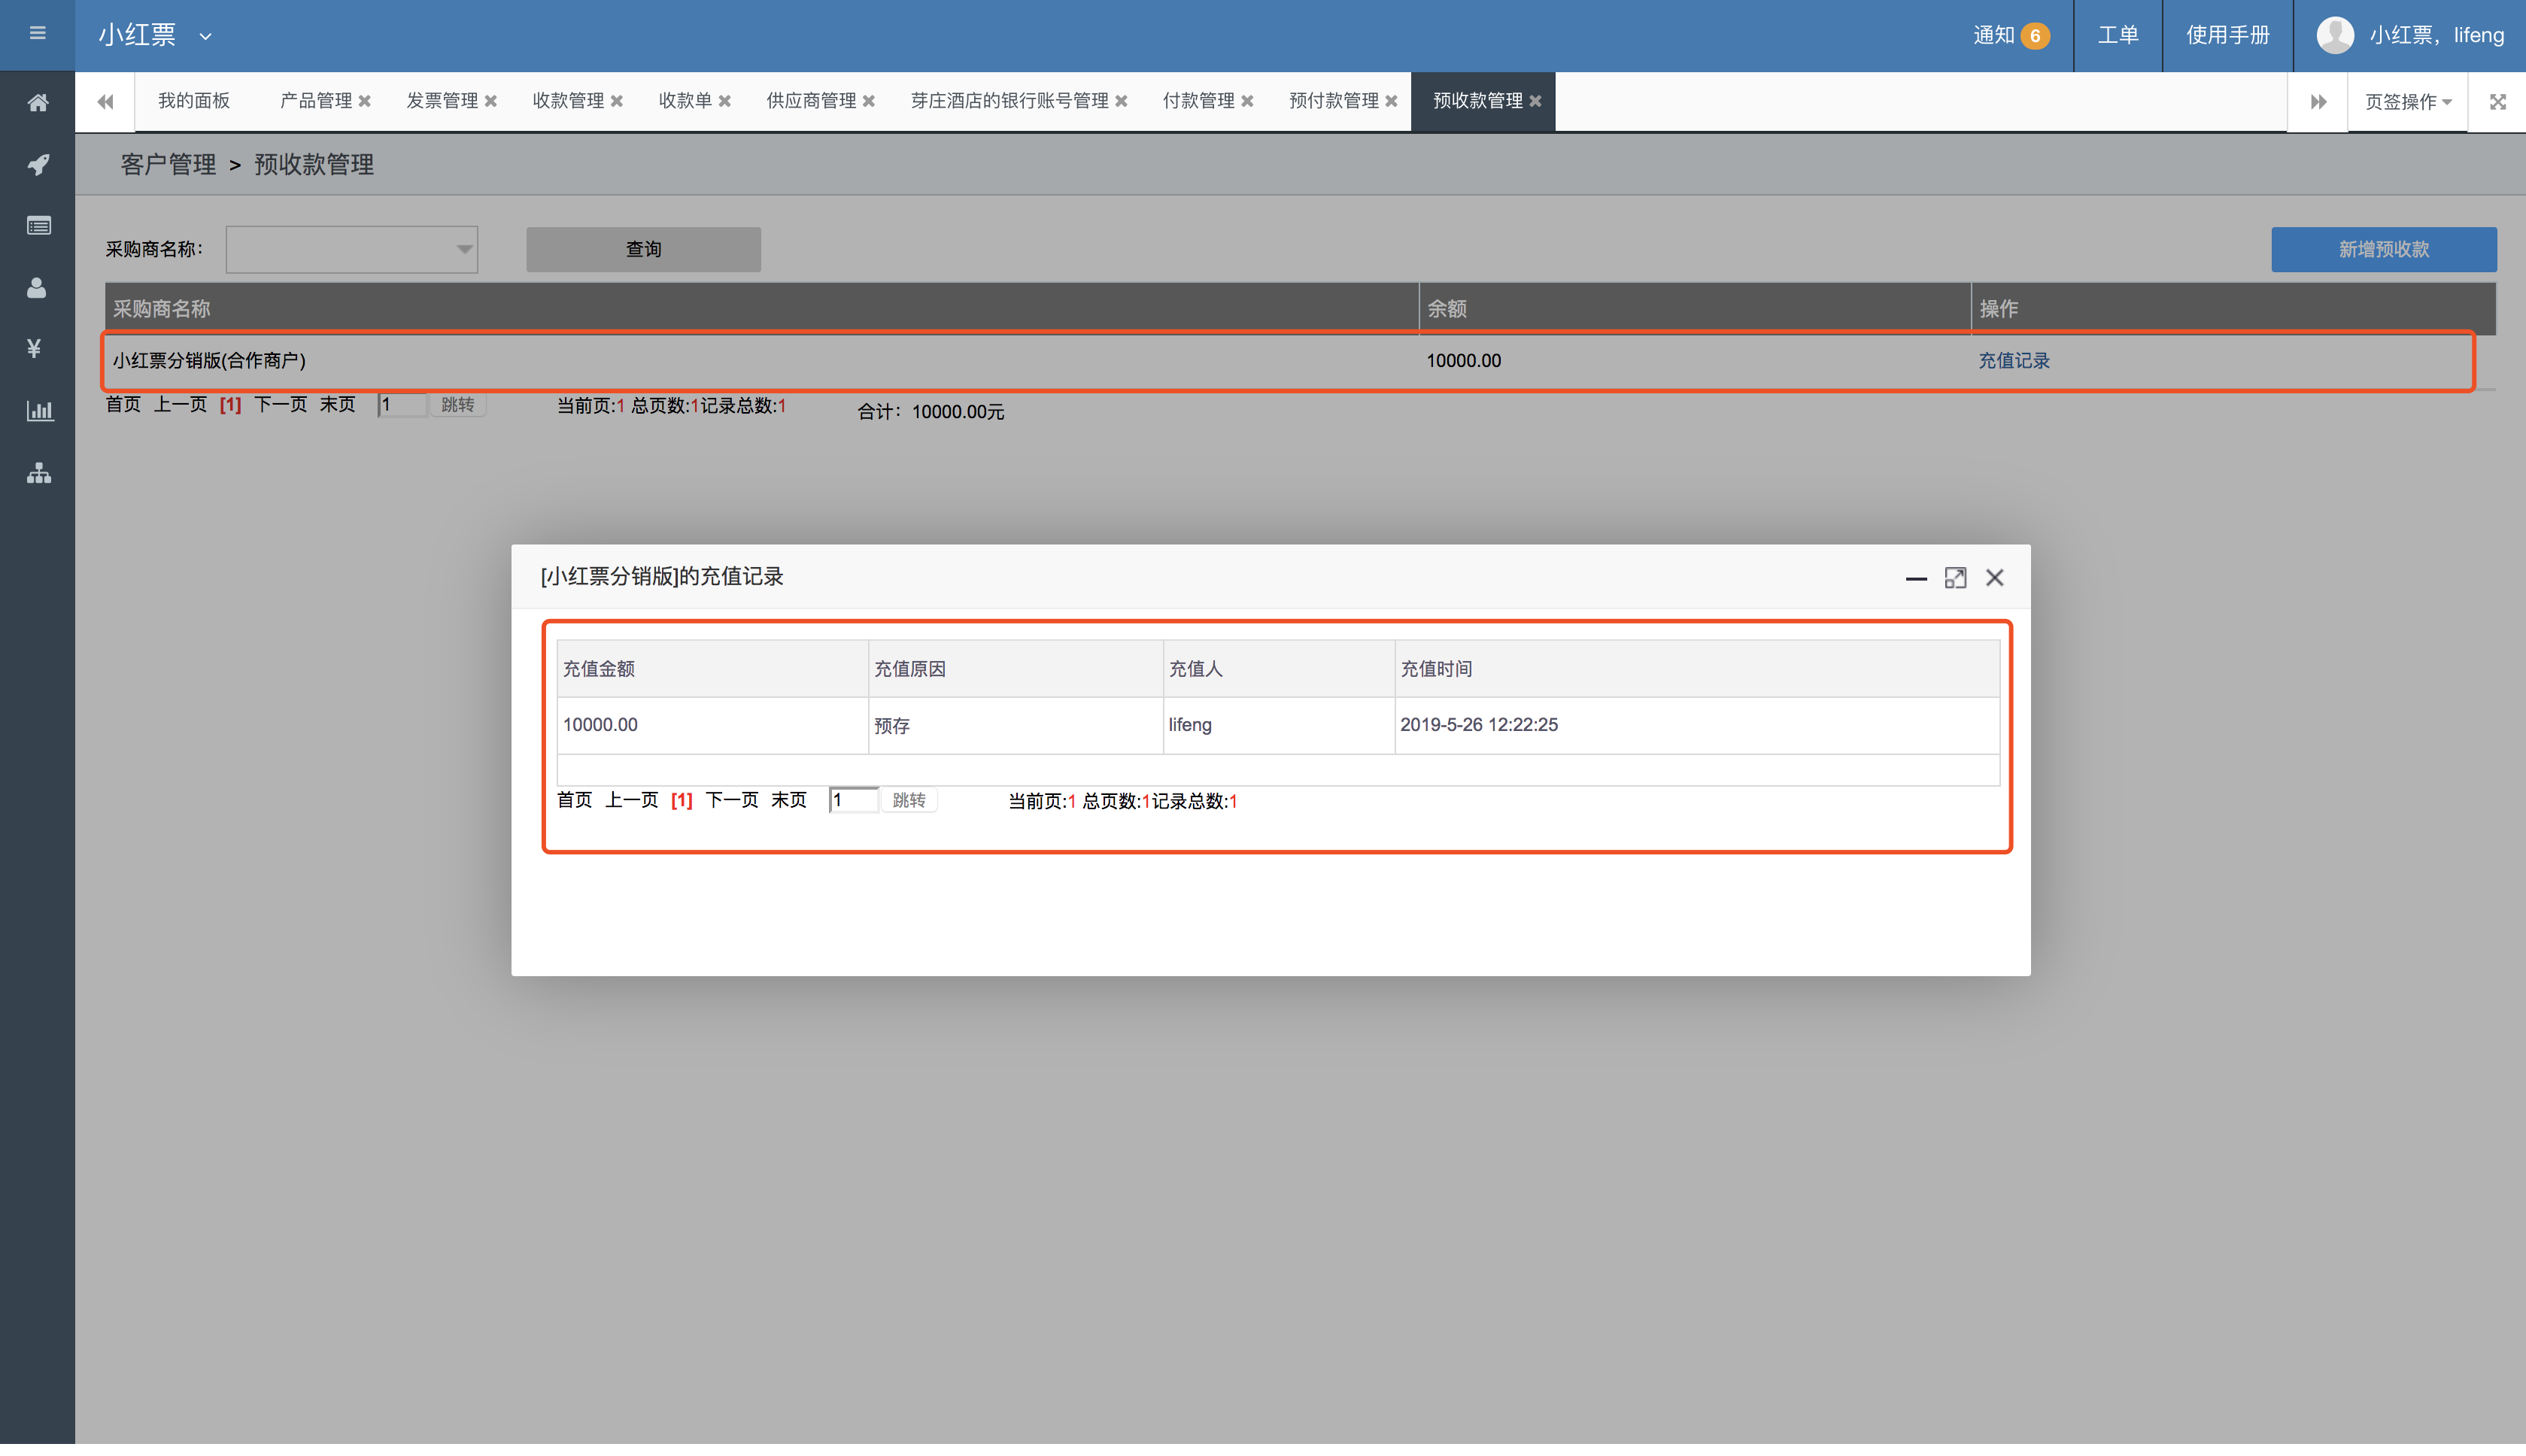 小红票 通知 6 工单 使用手册 小红票，lifeng
我的面板 产品管理 发票管理 收款管理 收款单 供应商管理 芽庄酒店的银行账号管理 付款管理 预付款管理 预收款管理 页签操作
客户管理 > 预收款管理
采购商名称： 查询 新增预收款
采购商名称 余额 操作
小红票分销版(合作商户) 10000.00 充值记录
首页 上一页 [1] 下一页 末页 1 跳转 当前页:1 总页数:1记录总数:1 合计：10000.00元
[小红票分销版]的充值记录
充值金额 充值原因 充值人 充值时间
10000.00 预存 lifeng 2019-5-26 12:22:25
首页 上一页 [1] 下一页 末页 1 跳转 当前页:1 总页数:1记录总数:1